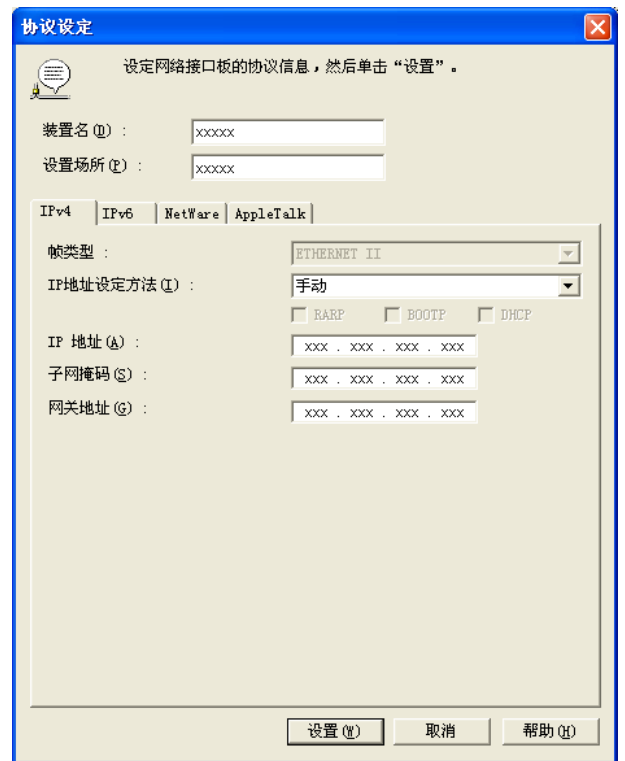 协议设定
设定网络接口板的协议信息，然后单击“设置”。
装置名(D) :
xxxxx
设置场所(P) :
xxxxx
IPv4 IPv6 NetWare AppleTalk
帧类型 :
ETHERNET II
IP地址设定方法(I) :
手动
RARP BOOTP DHCP
IP 地址(A) :
xxx . xxx . xxx . xxx
子网掩码(S) :
xxx . xxx . xxx . xxx
网关地址(G) :
xxx . xxx . xxx . xxx
设置(W) 取消 帮助(H)